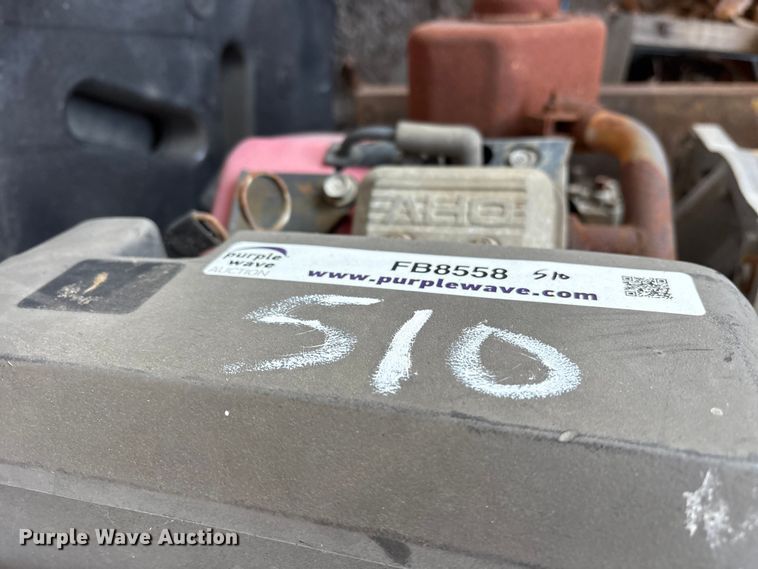 purple
wave
AUCTION
FB8558 510
www.purplewave.com
510
Purple Wave Auction